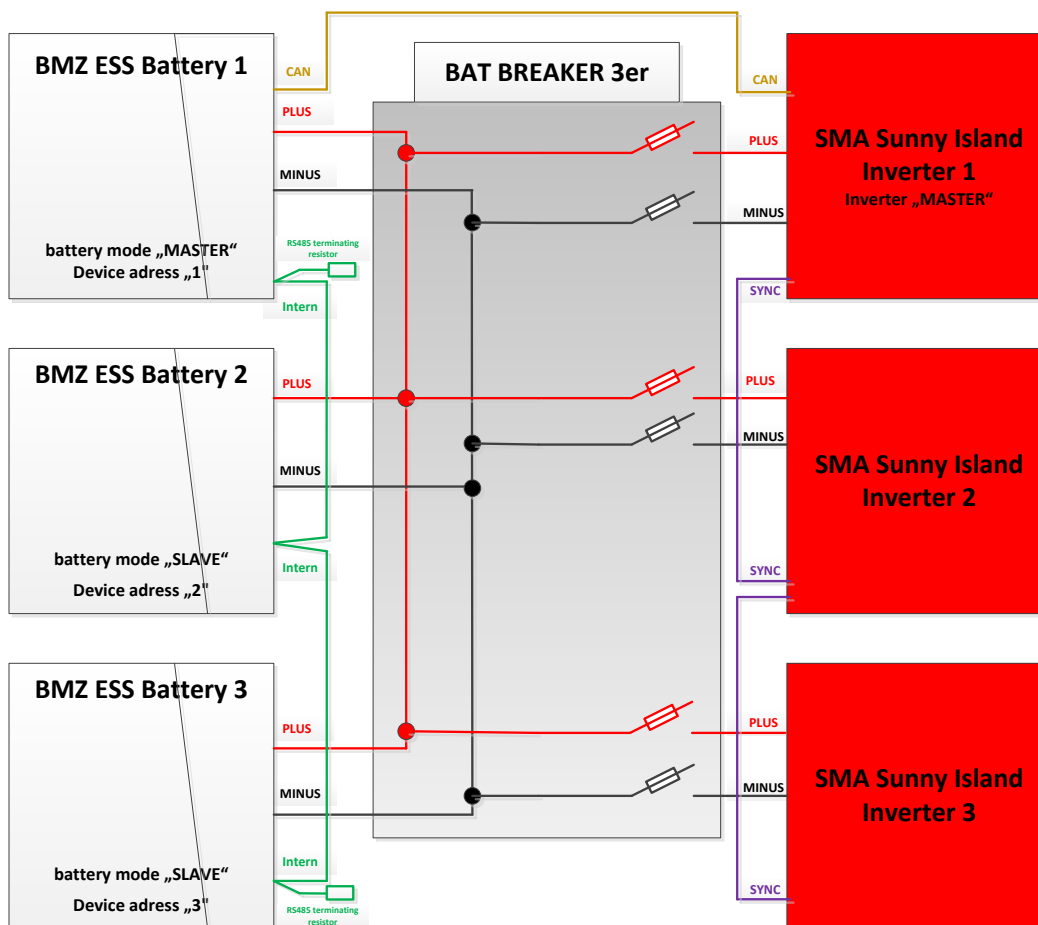 BMZ ESS Battery 1
CAN
BAT BREAKER 3er
CAN
PLUS
PLUS
SMA Sunny Island
Inverter 1
Inverter „MASTER“
MINUS
MINUS
battery mode „MASTER“
Device adress „1"
RS485 terminating
resistor
Intern
SYNC
BMZ ESS Battery 2
PLUS
PLUS
MINUS
MINUS
SMA Sunny Island
Inverter 2
battery mode „SLAVE“
Device adress „2"
Intern
SYNC
BMZ ESS Battery 3
PLUS
PLUS
MINUS
MINUS
SMA Sunny Island
Inverter 3
battery mode „SLAVE“
Device adress „3"
Intern
RS485 terminating
resistor
SYNC